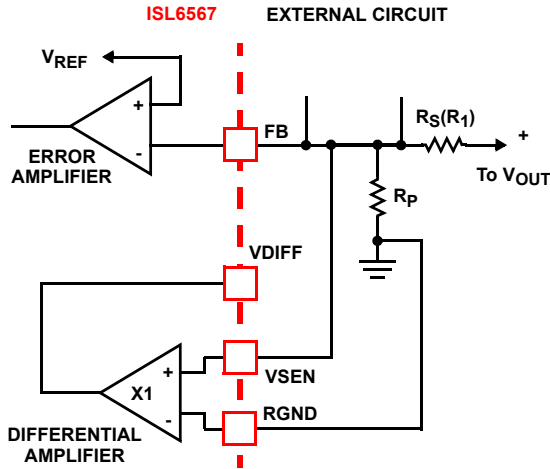 ISL6567 EXTERNAL CIRCUIT
VREF
+
-
ERROR
AMPLIFIER
FB
RS(R1)
+
To VOUT
RP
VDIFF
X1
+
-
VSEN
RGND
DIFFERENTIAL
AMPLIFIER